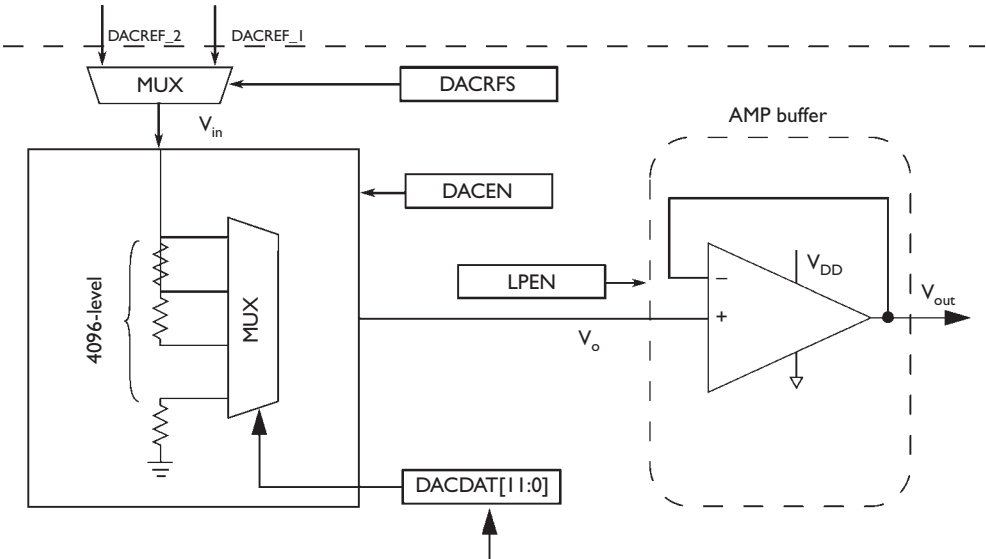 DACREF_2
DACREF_1
MUX
DACRFS
Vin
AMP buffer
DACEN
4096-level
MUX
LPEN
VDD
−
+
Vo
Vout
DACDAT[11:0]